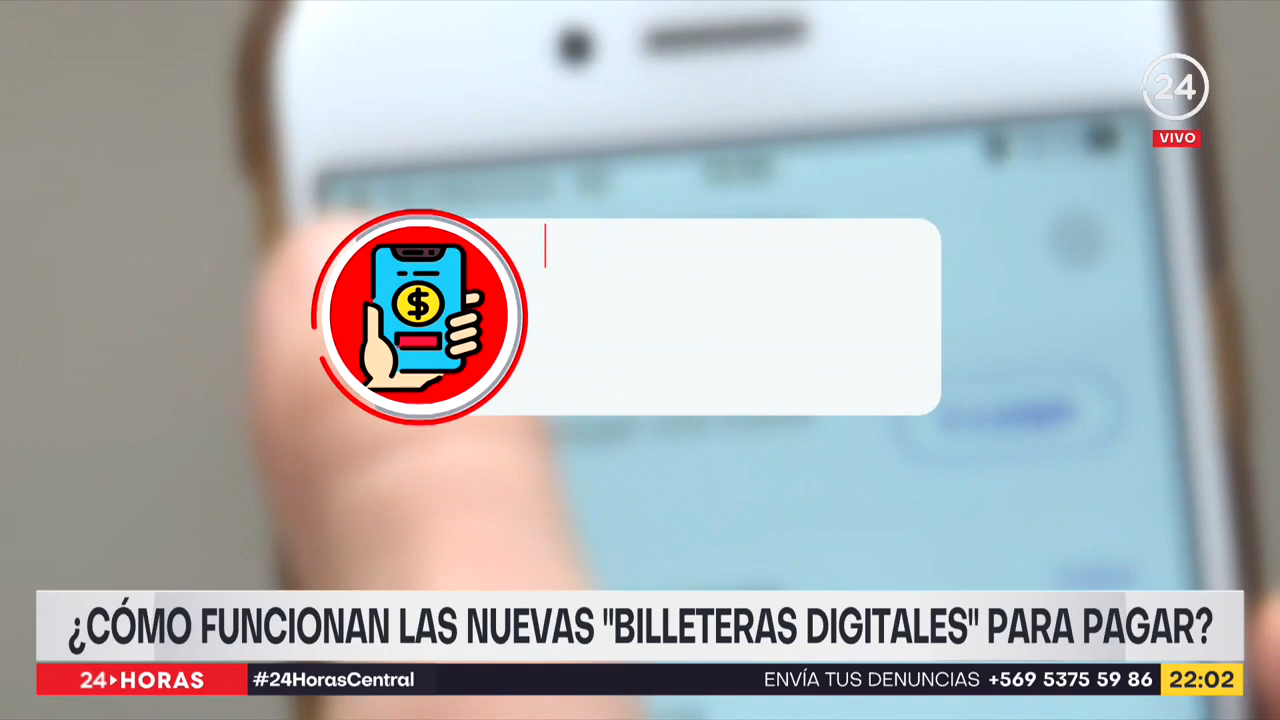 24
VIVO
$
¿CÓMO FUNCIONAN LAS NUEVAS "BILLETERAS DIGITALES" PARA PAGAR?
24 HORAS
#24HorasCentral
ENVÍA TUS DENUNCIAS +569 5375 59 86
22:02